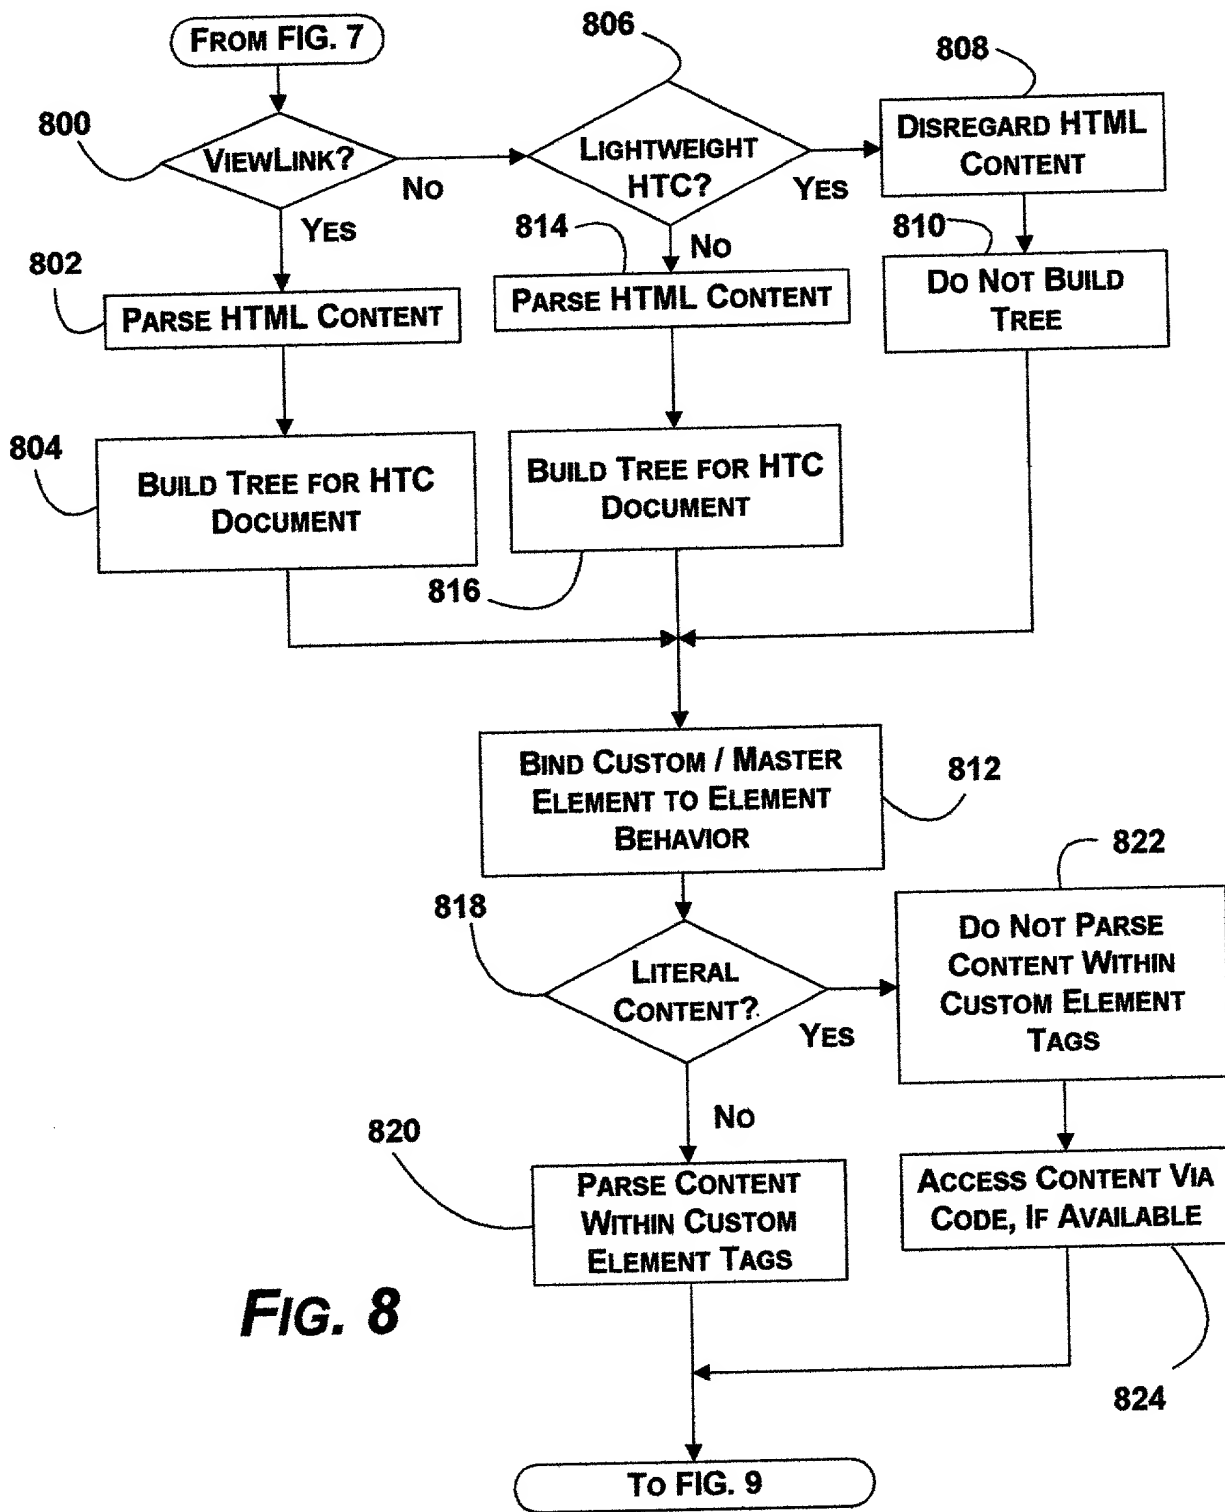 FROM FIG. 7
806
808
800
VIEWLINK?
NO
YES
LIGHTWEIGHT
HTC?
YES
NO
DISREGARD HTML
CONTENT
810
DO NOT BUILD
TREE
802
PARSE HTML CONTENT
814
PARSE HTML CONTENT
804
BUILD TREE FOR HTC
DOCUMENT
BUILD TREE FOR HTC
DOCUMENT
816
BIND CUSTOM / MASTER
ELEMENT TO ELEMENT
BEHAVIOR
812
818
LITERAL
CONTENT?
YES
NO
822
DO NOT PARSE
CONTENT WITHIN
CUSTOM ELEMENT
TAGS
820
PARSE CONTENT
WITHIN CUSTOM
ELEMENT TAGS
ACCESS CONTENT VIA
CODE, IF AVAILABLE
824
FIG. 8
TO FIG. 9